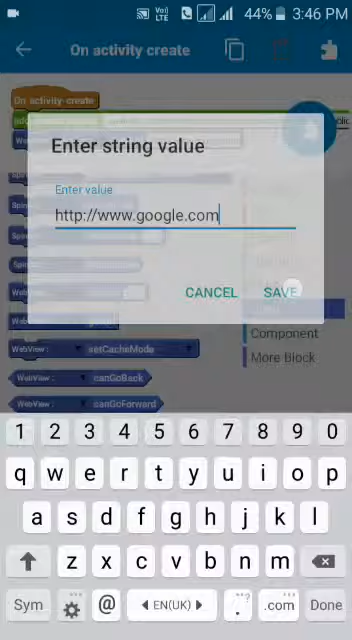 Vo)) LTE 44% 3:46 PM
On activity create
On activity-create
Enter string value
Enter value
http://www.google.com
CANCEL SAVE
WebView: setCacheMode
Component
More Block
WebView: canGoBack
WebView: canGoForward
1 2 3 4 5 6 7 8 9 0
q w e r t y u i o p
a s d f g h j k l
z x c v b n m
Sym @ EN(UK) . .com Done